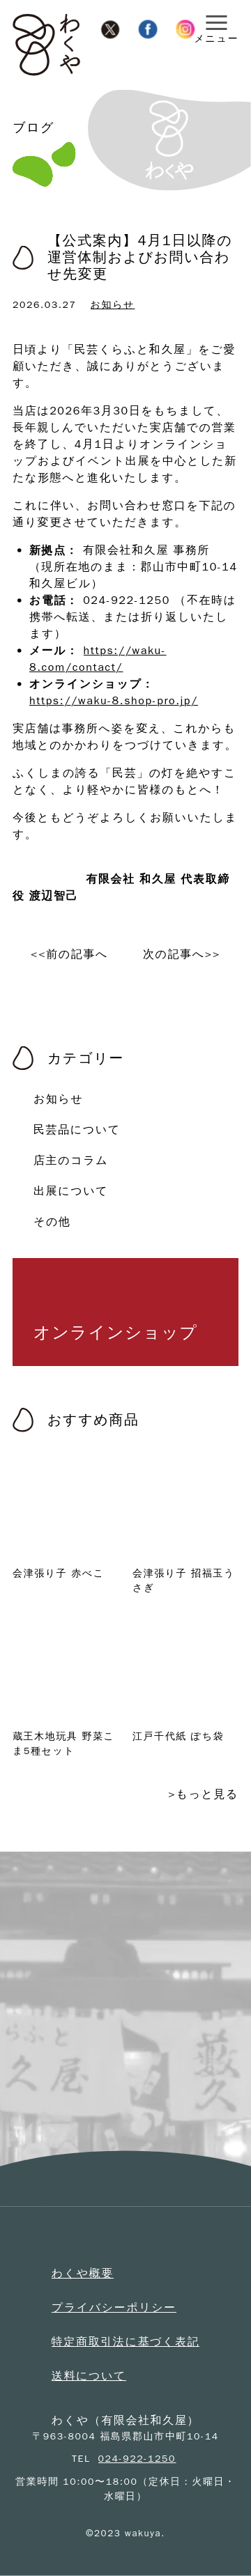 わくや
メニュー
ブログ
わくや
【公式案内】4月1日以降の
運営体制およびお問い合わ
せ先変更
2026.03.27 お知らせ
日頃より「民芸くらふと和久屋」をご愛
顧いただき、誠にありがとうございま
す。
当店は2026年3月30日をもちまして、
長年親しんでいただいた実店舗での営業
を終了し、4月1日よりオンラインショ
ップおよびイベント出展を中心とした新
たな形態へと進化いたします。
これに伴い、お問い合わせ窓口を下記の
通り変更させていただきます。
• 新拠点： 有限会社和久屋 事務所
（現所在地のまま：郡山市中町10-14
和久屋ビル）
• お電話： 024-922-1250 （不在時は
携帯へ転送、または折り返しいたし
ます）
• メール： https://waku-
8.com/contact/
• オンラインショップ：
https://waku-8.shop-pro.jp/
実店舗は事務所へ姿を変え、これからも
地域とのかかわりをつづけていきます。
ふくしまの誇る「民芸」の灯を絶やすこ
となく、より軽やかに皆様のもとへ！
今後ともどうぞよろしくお願いいたしま
す。
有限会社 和久屋 代表取締
役 渡辺智己
<<前の記事へ 次の記事へ>>
カテゴリー
お知らせ
民芸品について
店主のコラム
出展について
その他
オンラインショップ
おすすめ商品
会津張り子 赤べこ
会津張り子 招福玉う
さぎ
蔵王木地玩具 野菜こ
ま5種セット
江戸千代紙 ぽち袋
>もっと見る
わくや概要
プライバシーポリシー
特定商取引法に基づく表記
送料について
わくや（有限会社和久屋）
〒963-8004 福島県郡山市中町10-14
TEL 024-922-1250
営業時間 10:00〜18:00（定休日：火曜日・
水曜日）
©2023 wakuya.